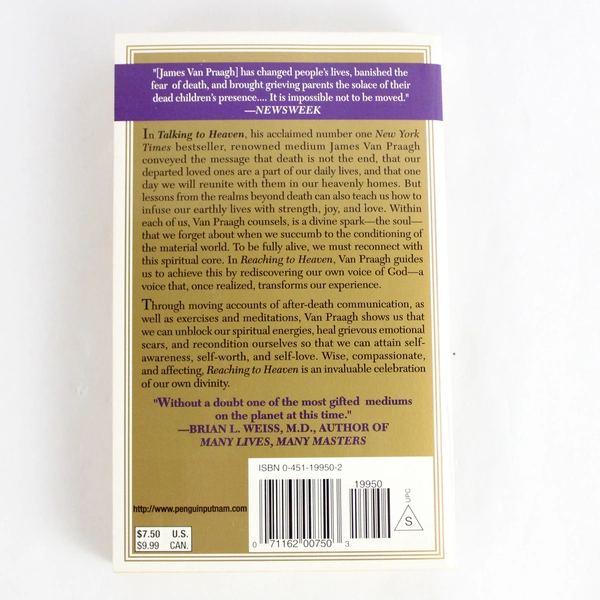 "[James Van Praagh] has changed people's lives, banished the
fear of death, and brought grieving parents the solace of their
dead children's presence.... It is impossible not to be moved."
—NEWSWEEK
In Talking to Heaven, his acclaimed number one New York
Times bestseller, renowned medium James Van Praagh
conveyed the message that death is not the end, that our
departed loved ones are a part of our daily lives, and that one
day we will reunite with them in our heavenly homes. But
lessons from the realms beyond death can also teach us how to
infuse our earthly lives with strength, joy, and love. Within
each of us, Van Praagh counsels, is a divine spark—the soul—
that we forget about when we succumb to the conditioning of
the material world. To be fully alive, we must reconnect with
this spiritual core. In Reaching to Heaven, Van Praagh guides
us to achieve this by rediscovering our own voice of God—a
voice that, once realized, transforms our experience.
Through moving accounts of after-death communication, as
well as exercises and meditations, Van Praagh shows us that
we can unblock our spiritual energies, heal grievous emotional
scars, and recondition ourselves so that we can attain self-
awareness, self-worth, and self-love. Wise, compassionate,
and affecting, Reaching to Heaven is an invaluable celebration
of our own divinity.
"Without a doubt one of the most gifted mediums
on the planet at this time."
—BRIAN L. WEISS, M.D., AUTHOR OF
MANY LIVES, MANY MASTERS
ISBN 0-451-19950-2
19950
UPC
S
http://www.penguinputnam.com
$7.50 U.S.
$9.99 CAN.
0 71162 00750 3